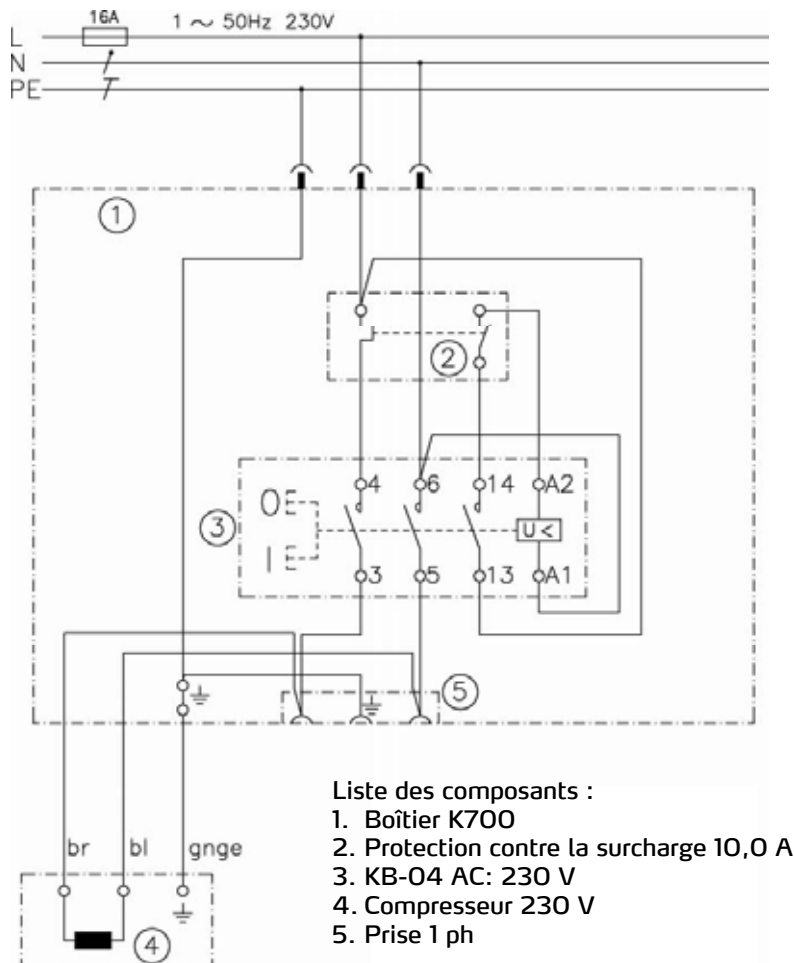 16A 1 ~ 50Hz 230V
L
N
PE
1
2
4 6 14 A2
O
3 U<
I
3 5 13 A1
5
br bl gnge
4
Liste des composants :
1. Boîtier K700
2. Protection contre la surcharge 10,0 A
3. KB-04 AC: 230 V
4. Compresseur 230 V
5. Prise 1 ph